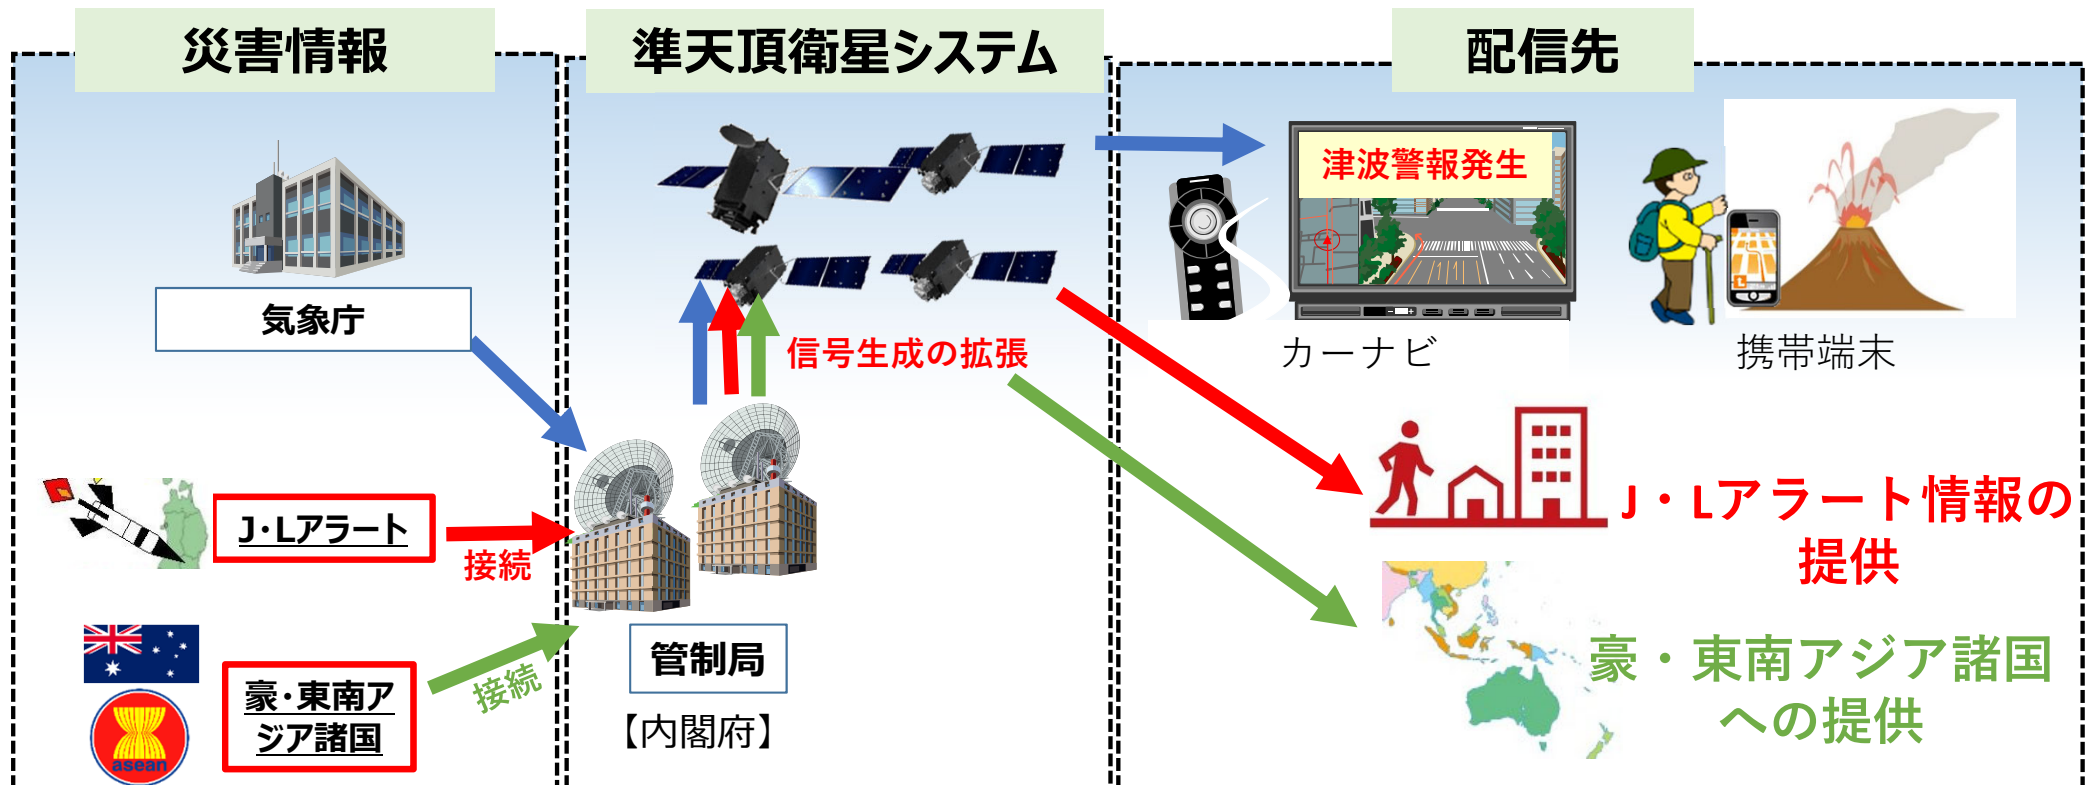 災害情報
気象庁
J・Lアラート
接続
豪・東南ア
ジア諸国
接続
asean
準天頂衛星システム
信号生成の拡張
管制局
【内閣府】
配信先
津波警報発生
カーナビ
携帯端末
J・Lアラート情報の
提供
豪・東南アジア諸国
への提供